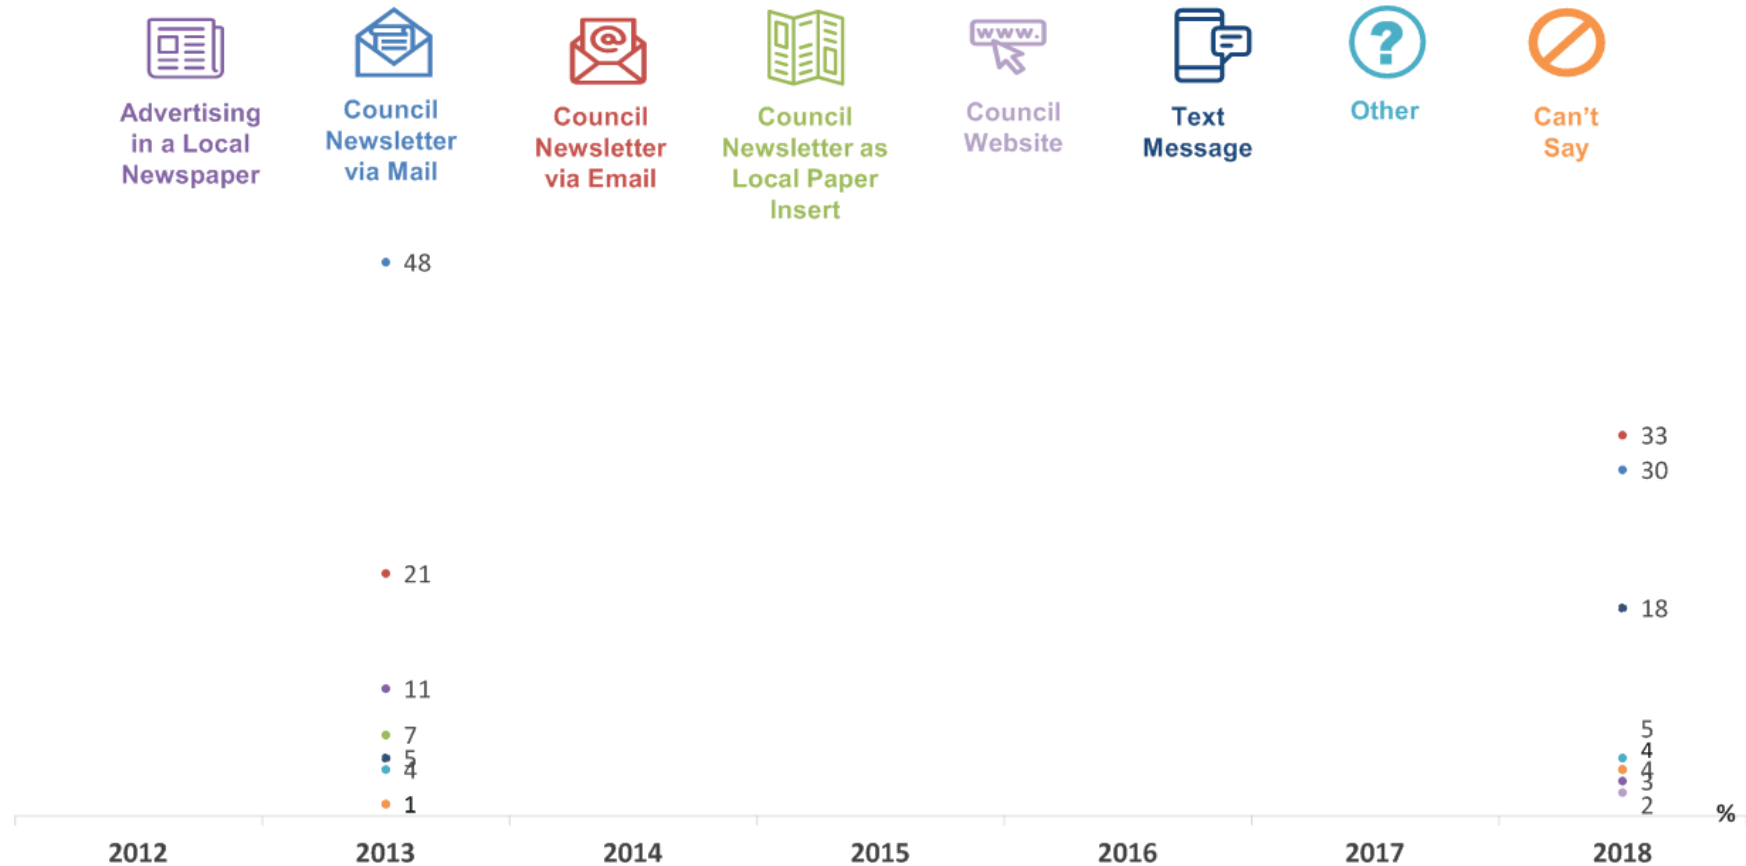 www.
@
?
Advertising
in a Local
Newspaper
Council
Newsletter
via Mail
Council
Newsletter
via Email
Council
Newsletter as
Local Paper
Insert
Council
Website
Text
Message
Other
Can’t
Say
48
21
11
7
5
4
1
33
30
18
5
4
4
3
2
%
2012
2013
2014
2015
2016
2017
2018